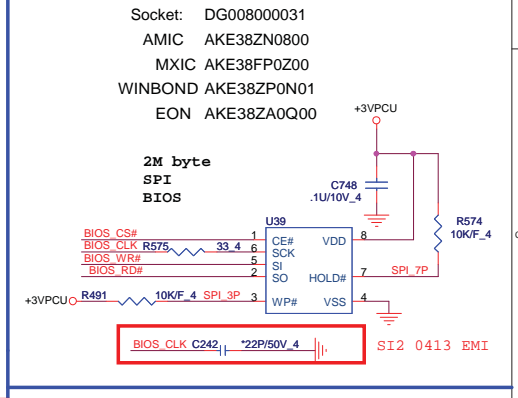 Socket: DG008000031
AMIC AKE38ZN0800
MXIC AKE38FP0Z00
WINBOND AKE38ZP0N01
EON AKE38ZA0Q00
+3VPCU
2M byte
SPI
BIOS
C748
.1U/10V_4
U39
R574
10K/F_4
BIOS_CS# 1 CE# VDD 8
BIOS_CLK R575 33_4 6 SCK
BIOS_WR# 5 SI
BIOS_RD# 2 SO HOLD# 7 SPI_7P
+3VPCU R491 10K/F_4 SPI_3P 3 WP# VSS 4
BIOS_CLK C242 *22P/50V_4 SI2 0413 EMI